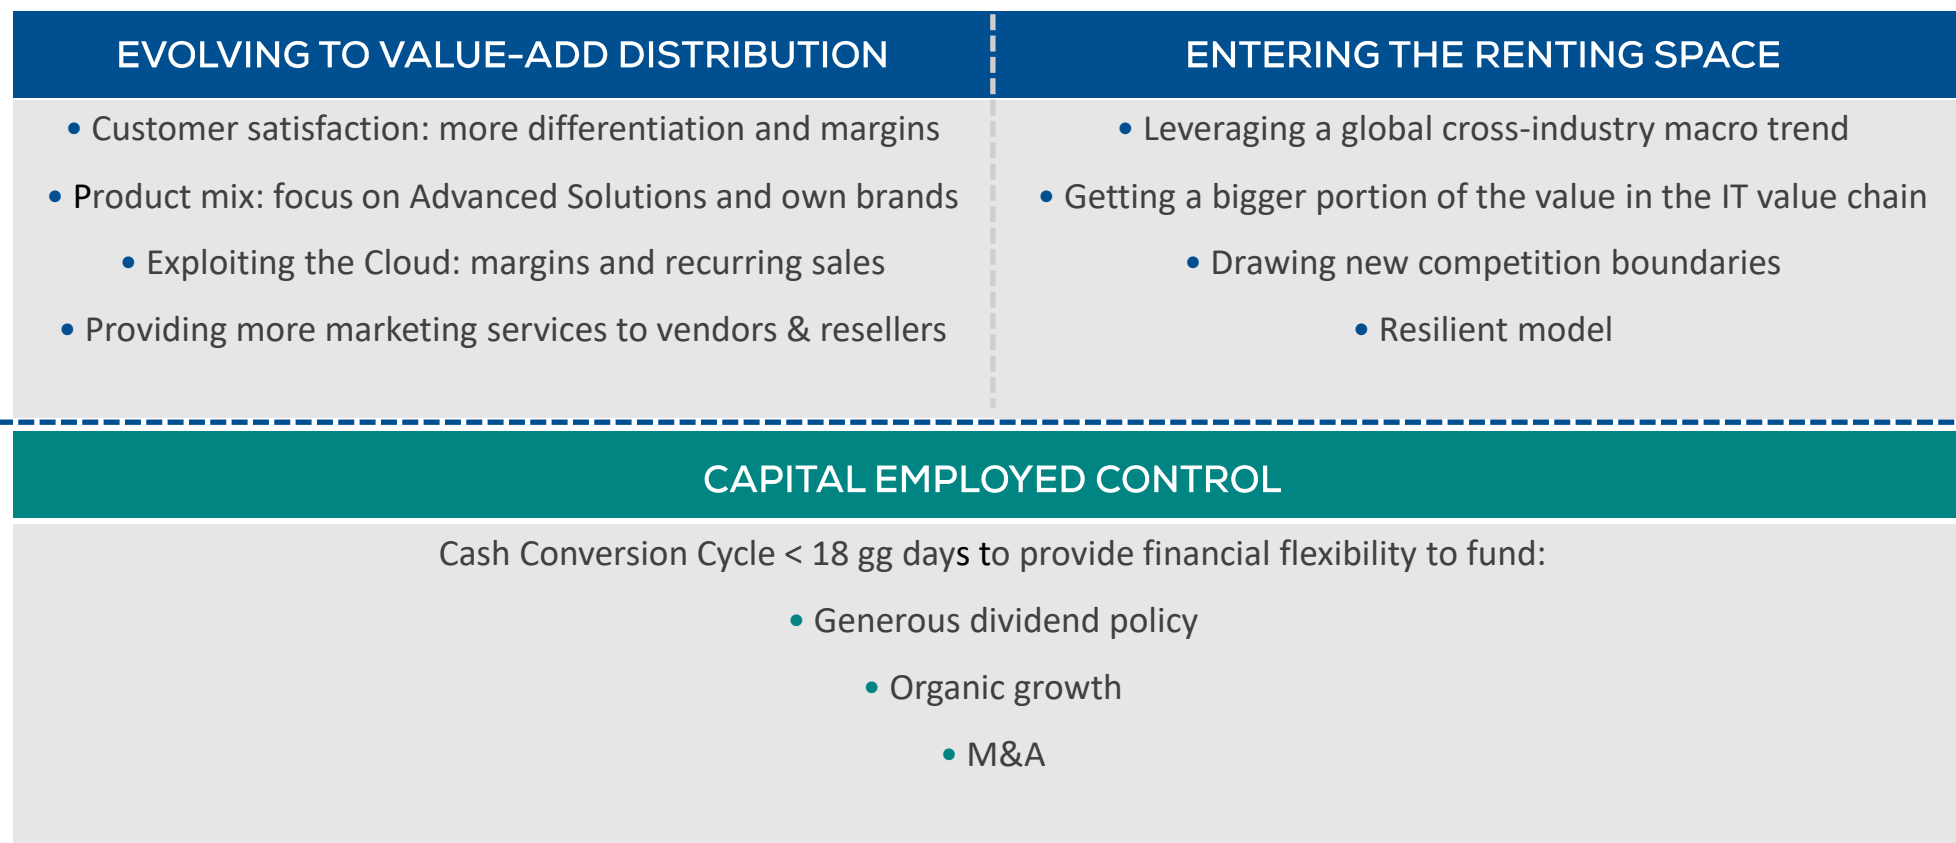 EVOLVING TO VALUE-ADD DISTRIBUTION
• Customer satisfaction: more differentiation and margins
• Product mix: focus on Advanced Solutions and own brands
• Exploiting the Cloud: margins and recurring sales
• Providing more marketing services to vendors & resellers
ENTERING THE RENTING SPACE
• Leveraging a global cross-industry macro trend
• Getting a bigger portion of the value in the IT value chain
• Drawing new competition boundaries
• Resilient model
CAPITAL EMPLOYED CONTROL
Cash Conversion Cycle < 18 gg days to provide financial flexibility to fund:
• Generous dividend policy
• Organic growth
• M&A